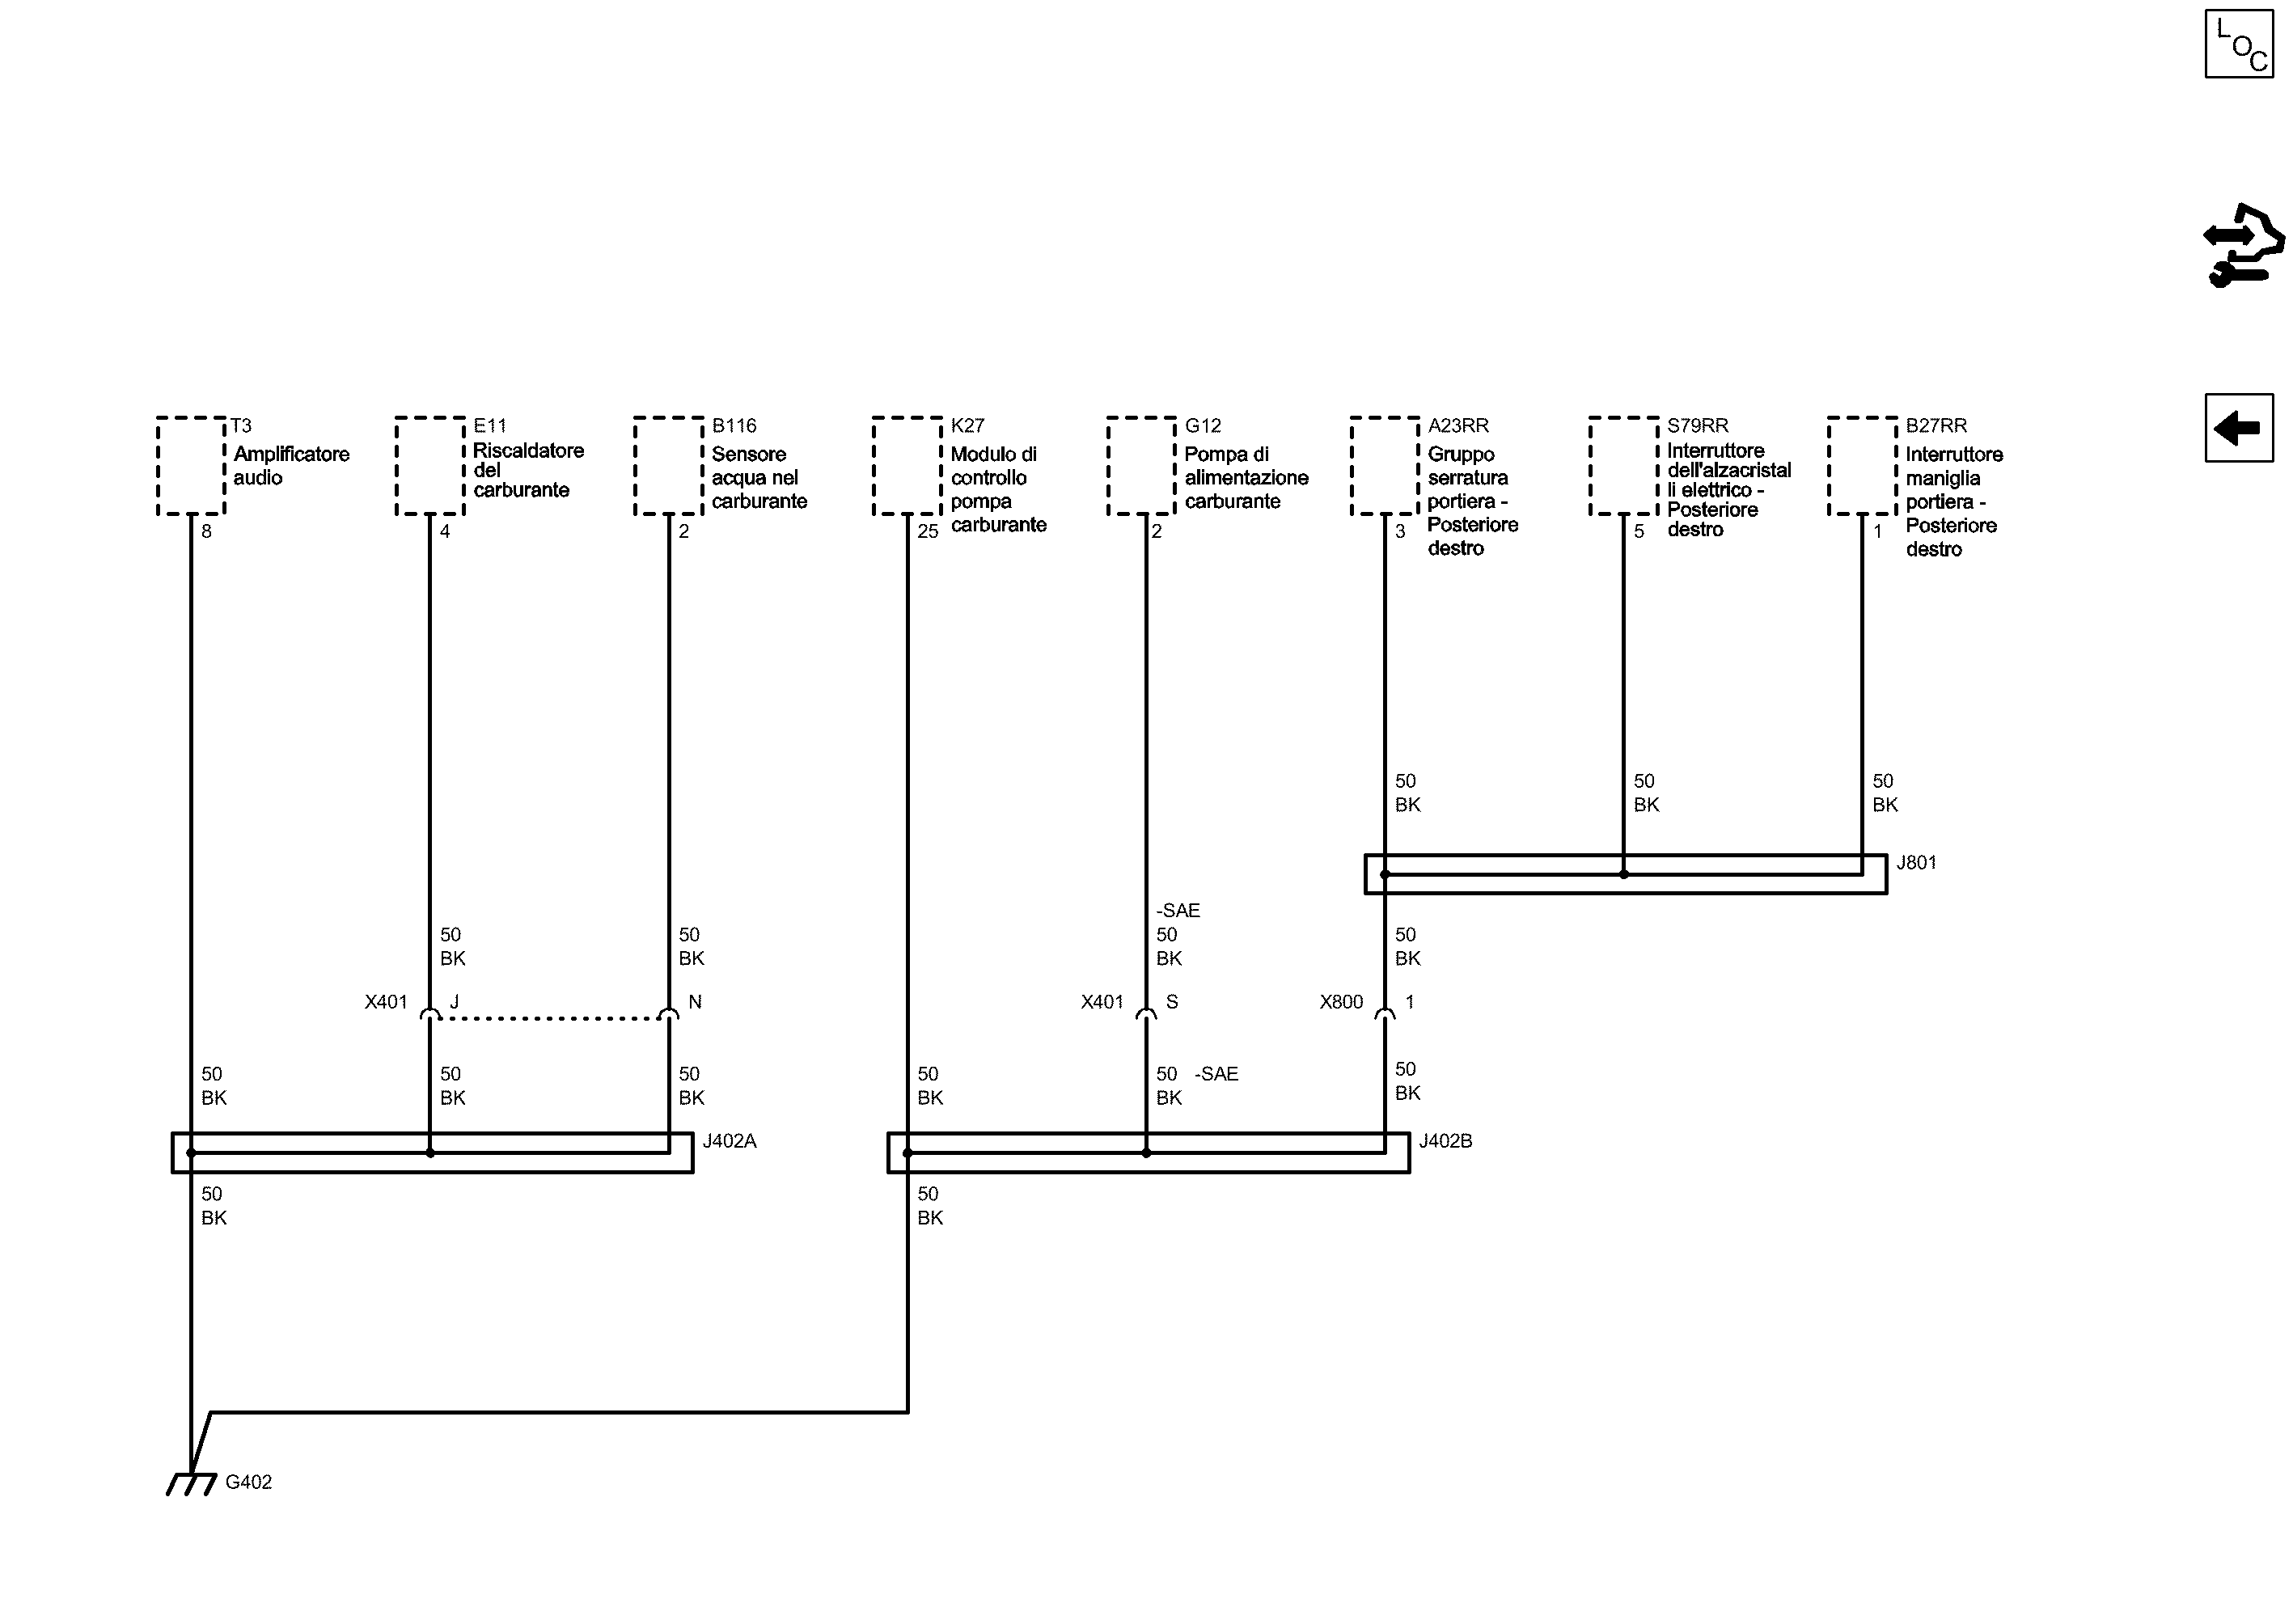 LOC
T3
Amplificatore
audio
8
E11
Riscaldatore
del
carburante
4
B116
Sensore
acqua nel
carburante
2
K27
Modulo di
controllo
pompa
carburante
25
G12
Pompa di
alimentazione
carburante
2
A23RR
Gruppo
serratura
portiera -
Posteriore
destro
3
S79RR
Interruttore
dell'alzacristal
li elettrico -
Posteriore
destro
5
B27RR
Interruttore
maniglia
portiera -
Posteriore
destro
1
50
BK
50
BK
50
BK
J801
50
BK
50
BK
-SAE
50
BK
50
BK
X401 J
N
X401 S
X800 1
50
BK
50
BK
50
BK
50
BK
50 -SAE
BK
50
BK
J402A
J402B
50
BK
50
BK
G402